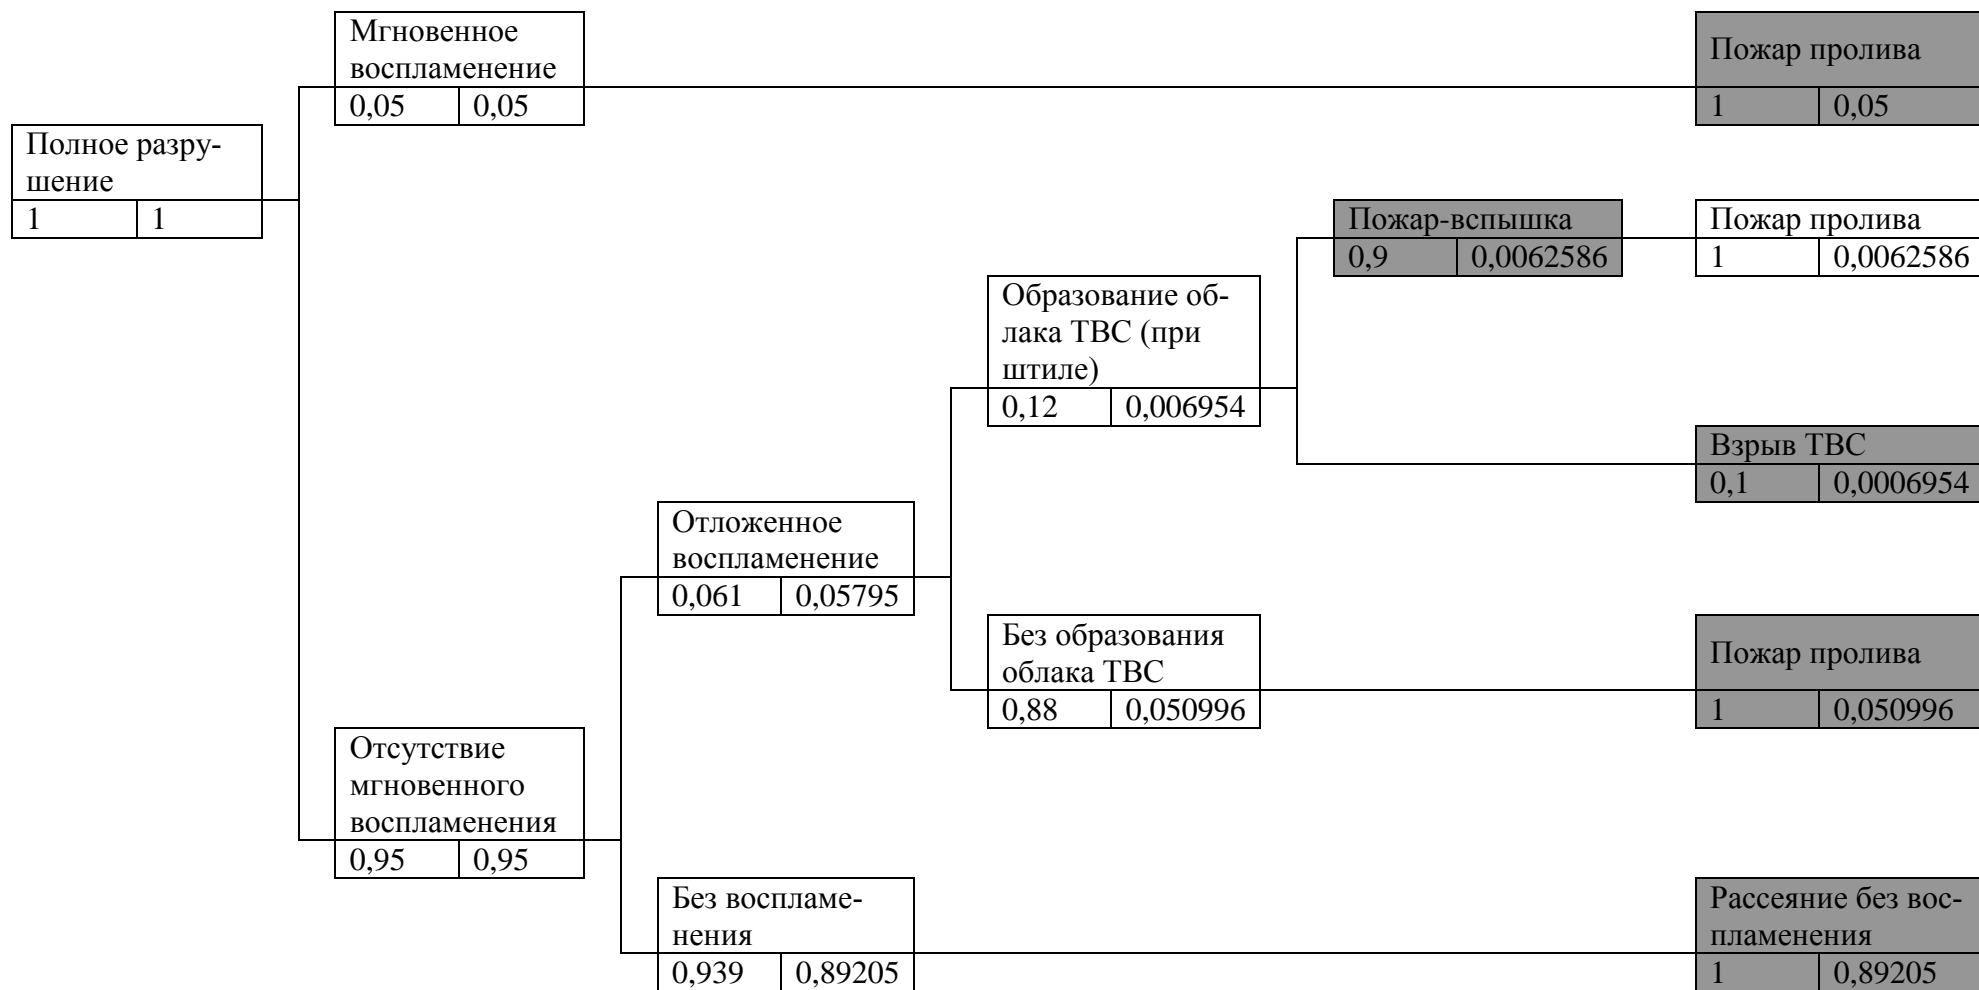 Мгновенное
воспламенение
0,05 0,05
Пожар пролива
1 0,05
Полное разру-
шение
1 1
Пожар-вспышка
0,9 0,0062586
Пожар пролива
1 0,0062586
Образование об-
лака ТВС (при
штиле)
0,12 0,006954
Взрыв ТВС
0,1 0,0006954
Отложенное
воспламенение
0,061 0,05795
Без образования
облака ТВС
0,88 0,050996
Пожар пролива
1 0,050996
Отсутствие
мгновенного
воспламенения
0,95 0,95
Без воспламе-
нения
0,939 0,89205
Рассеяние без вос-
пламенения
1 0,89205